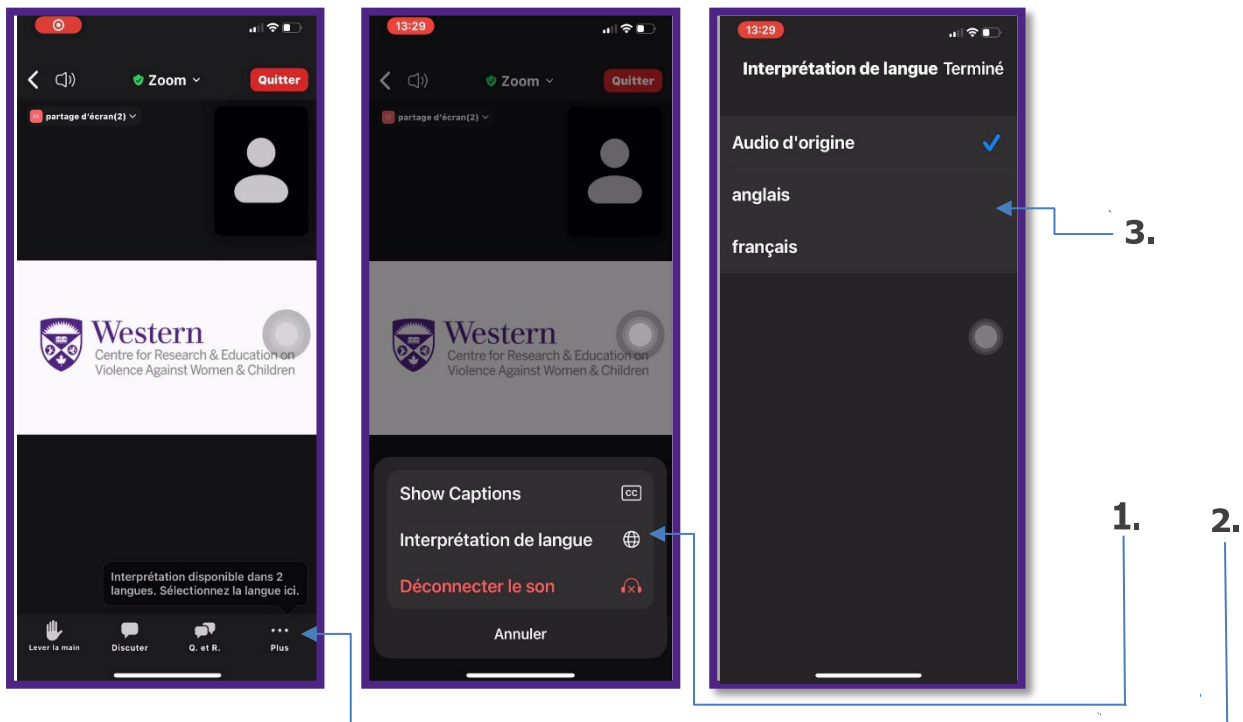 Zoom
Quitter
partage d'écran(2)
Western
Centre for Research & Education on
Violence Against Women & Children
Interprétation disponible dans 2
langues. Sélectionnez la langue ici.
Lever la main
Discuter
Q. et R.
Plus
13:29
Zoom
Quitter
partage d'écran(2)
Western
Centre for Research & Education on
Violence Against Women & Children
Show Captions
CC
Interprétation de langue
Déconnecter le son
Annuler
13:29
Interprétation de langue Terminé
Audio d'origine
anglais
français
3.
1.
2.